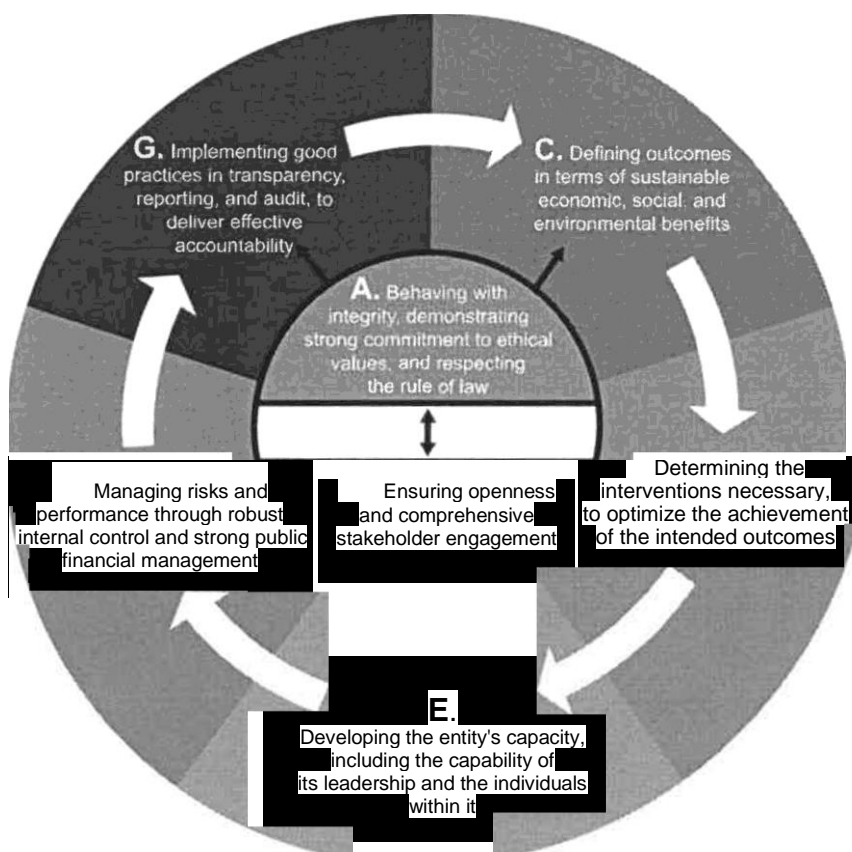 G. Implementing good
practices in transparency,
reporting, and audit, to
deliver effective
accountability
C. Defining outcomes
in terms of sustainable
economic, social, and
environmental benefits
A. Behaving with
integrity, demonstrating
strong commitment to ethical
values, and respecting
the rule of law
Managing risks and
performance through robust
internal control and strong public
financial management
Ensuring openness
and comprehensive
stakeholder engagement
Determining the
interventions necessary,
to optimize the achievement
of the intended outcomes
E.
Developing the entity's capacity,
including the capability of
its leadership and the individuals
within it